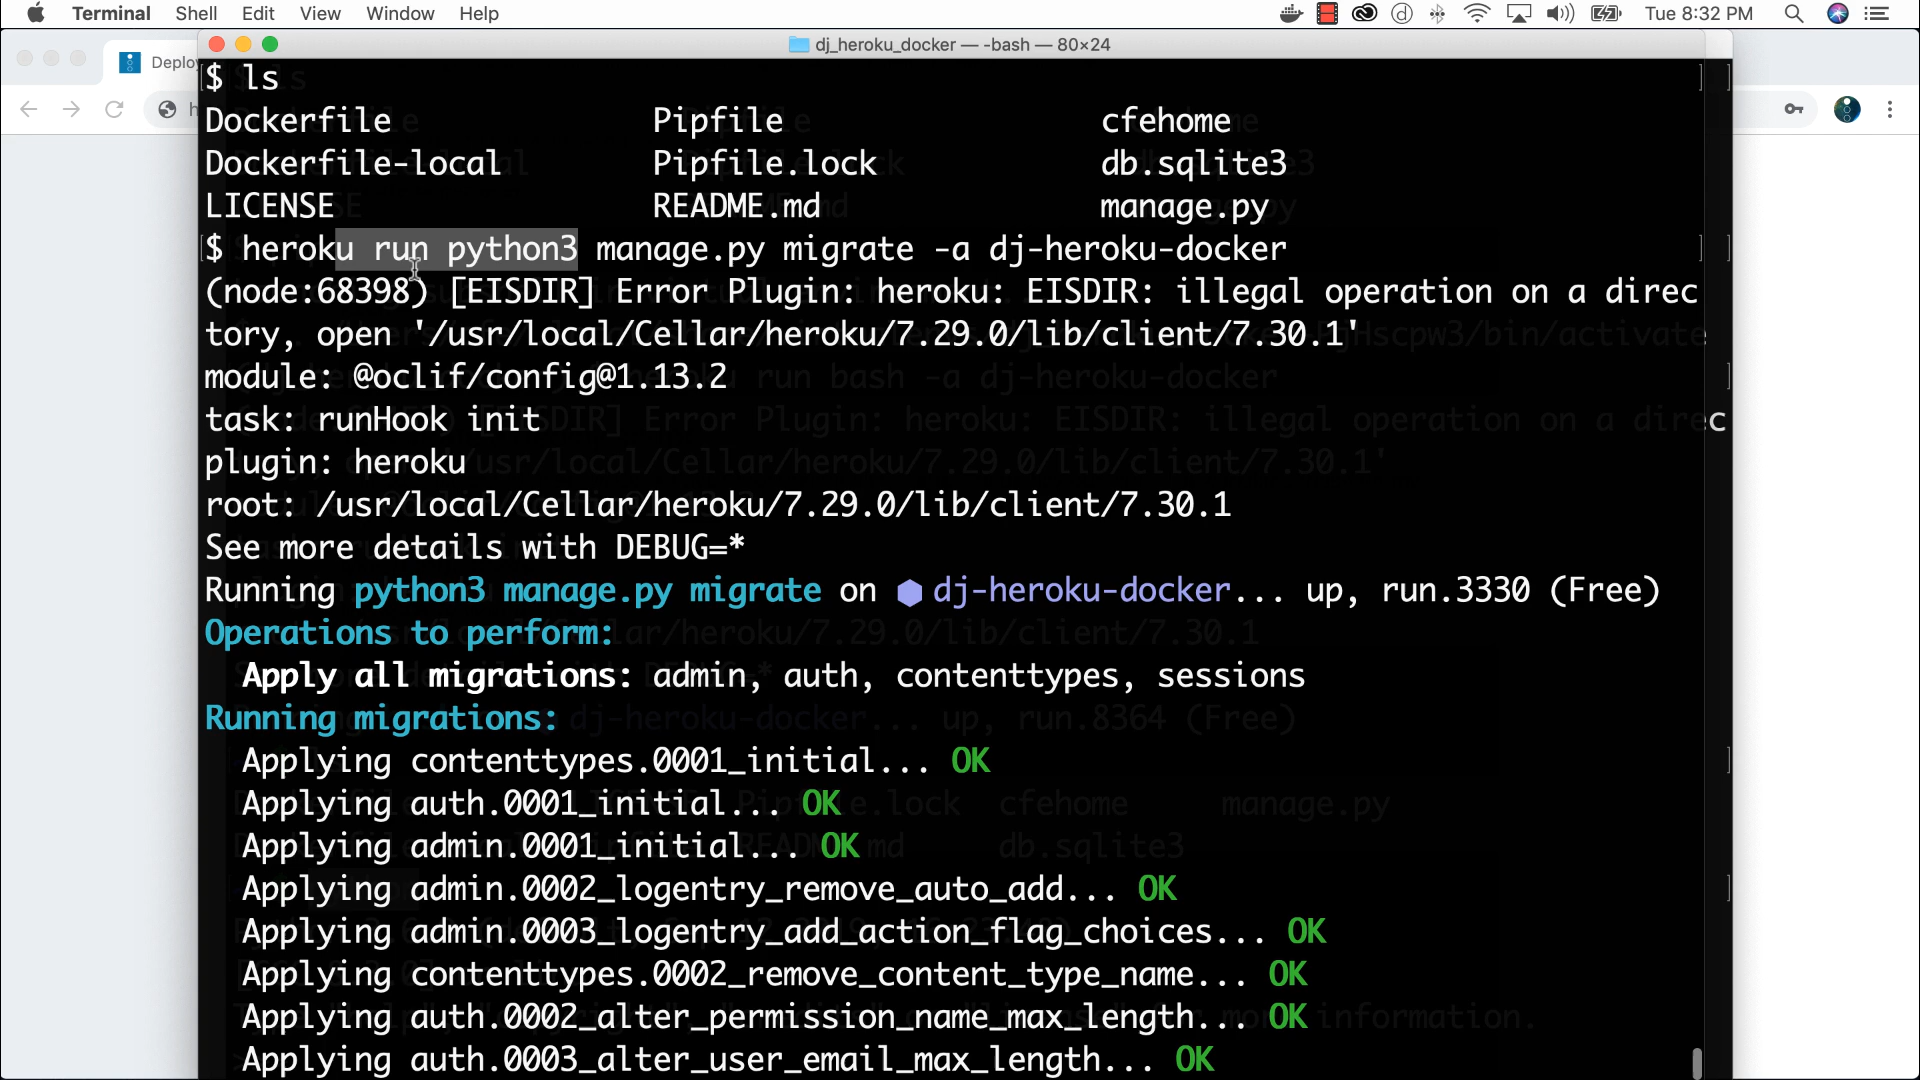 Terminal Shell Edit View Window Help Tue 8:32 PM
dj_heroku_docker — -bash — 80×24
Deploy
$ ls
Dockerfile Pipfile cfehome
Dockerfile-local Pipfile.lock db.sqlite3
LICENSE README.md manage.py
$ heroku run python3 manage.py migrate -a dj-heroku-docker
(node:68398) [EISDIR] Error Plugin: heroku: EISDIR: illegal operation on a direc
tory, open '/usr/local/Cellar/heroku/7.29.0/lib/client/7.30.1'
module: @oclif/config@1.13.2
task: runHook init
plugin: heroku
root: /usr/local/Cellar/heroku/7.29.0/lib/client/7.30.1
See more details with DEBUG=*
Running python3 manage.py migrate on ⬢ dj-heroku-docker... up, run.3330 (Free)
Operations to perform:
Apply all migrations: admin, auth, contenttypes, sessions
Running migrations:
Applying contenttypes.0001_initial... OK
Applying auth.0001_initial... OK
Applying admin.0001_initial... OK
Applying admin.0002_logentry_remove_auto_add... OK
Applying admin.0003_logentry_add_action_flag_choices... OK
Applying contenttypes.0002_remove_content_type_name... OK
Applying auth.0002_alter_permission_name_max_length... OK
Applying auth.0003_alter_user_email_max_length... OK